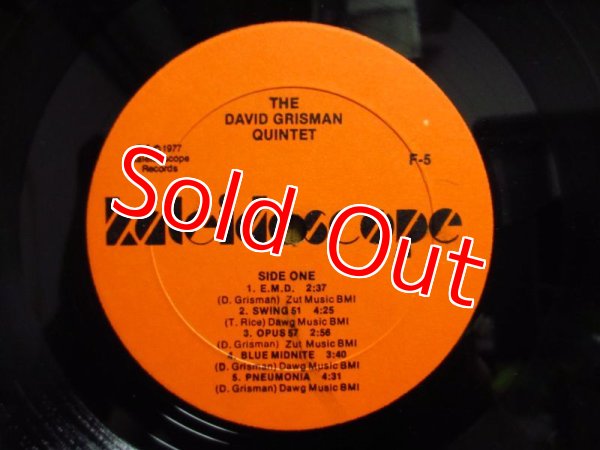 THE
DAVID GRISMAN
QUINTET
℗ © 1977
Kaleidoscope
Records
F-5
Kaleidoscope
Sold Out
SIDE ONE
1. E.M.D. 2:37
(D. Grisman) Zut Music BMI
2. SWING 51 4:25
(T. Rice) Dawg Music BMI
3. OPUS 57 2:56
(D. Grisman) Zut Music BMI
4. BLUE MIDNITE 3:40
(D. Grisman) Dawg Music BMI
5. PNEUMONIA 4:31
(D. Grisman) Dawg Music BMI